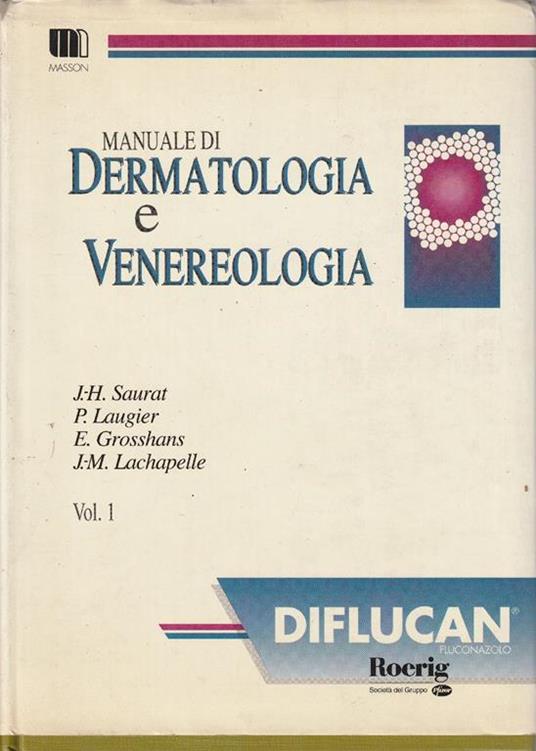 MASSON
MANUALE DI
DERMATOLOGIA
e
VENEREOLOGIA
J.-H. Saurat
P. Laugier
E. Grosshans
J.-M. Lachapelle
Vol. 1
DIFLUCAN®
FLUCONAZOLO
Roerig
Società del Gruppo Pfizer